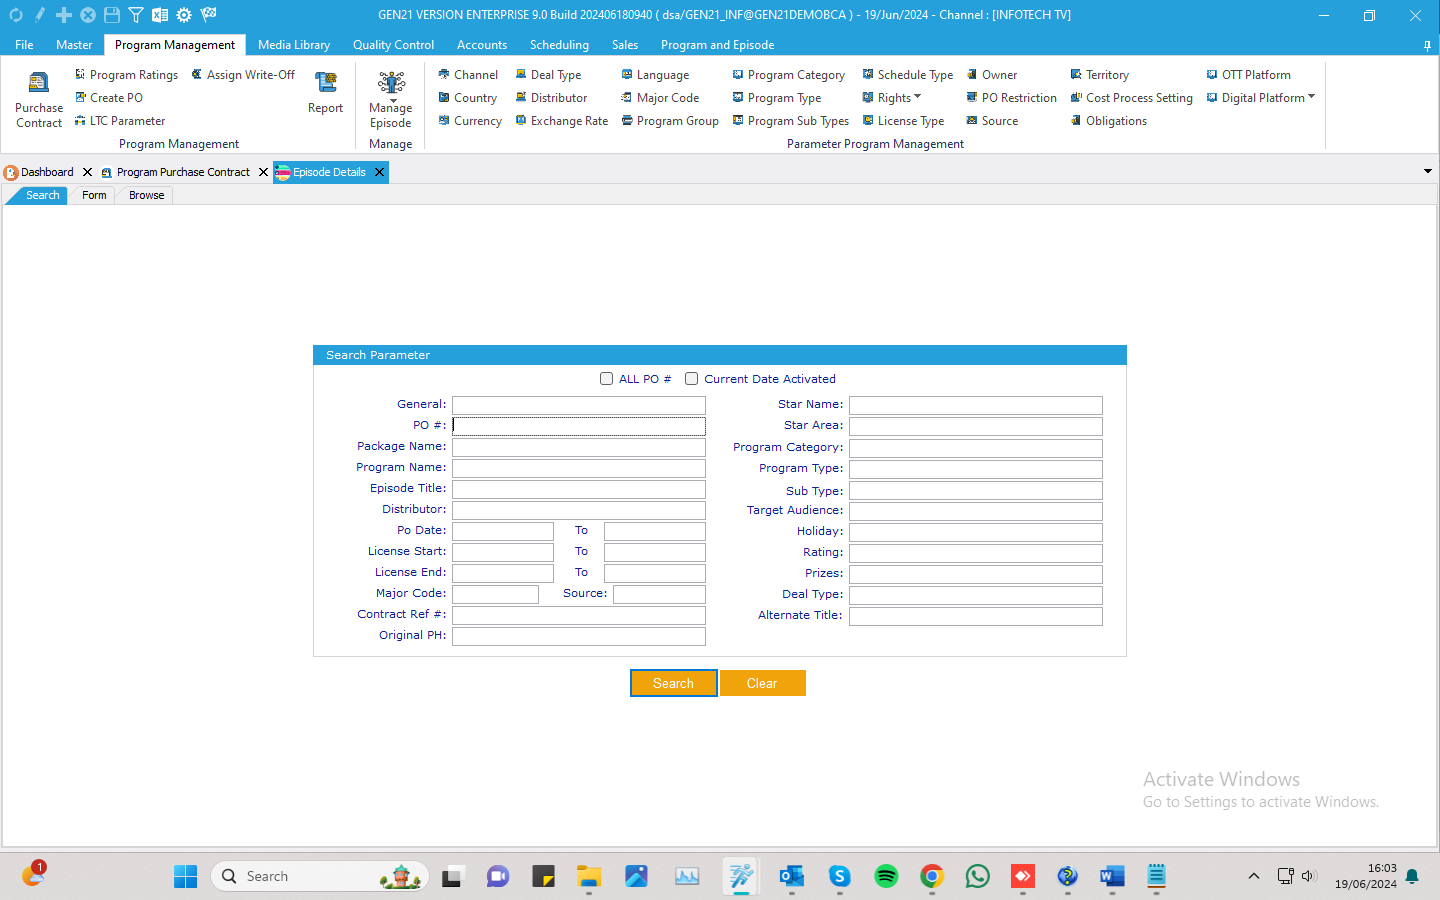 GEN21 VERSION ENTERPRISE 9.0 Build 202406180940 ( dsa/GEN21_INF@GEN21DEMOBCA ) - 19/Jun/2024 - Channel : [INFOTECH TV]
File Master Program Management Media Library Quality Control Accounts Scheduling Sales Program and Episode
Purchase Contract
Program Ratings Assign Write-Off
Create PO
LTC Parameter
Report
Program Management
Manage Episode
Manage
Channel Deal Type Language Program Category Schedule Type Owner Territory OTT Platform
Country Distributor Major Code Program Type Rights PO Restriction Cost Process Setting Digital Platform
Currency Exchange Rate Program Group Program Sub Types License Type Source Obligations
Parameter Program Management
Dashboard Program Purchase Contract Episode Details
Search Form Browse
Search Parameter
ALL PO # Current Date Activated
General: Star Name:
PO #: Star Area:
Package Name: Program Category:
Program Name: Program Type:
Episode Title: Sub Type:
Distributor: Target Audience:
Po Date: To Holiday:
License Start: To Rating:
License End: To Prizes:
Major Code: Source: Deal Type:
Contract Ref #: Alternate Title:
Original PH:
Search Clear
Activate Windows
Go to Settings to activate Windows.
1
Search
16:03
19/06/2024